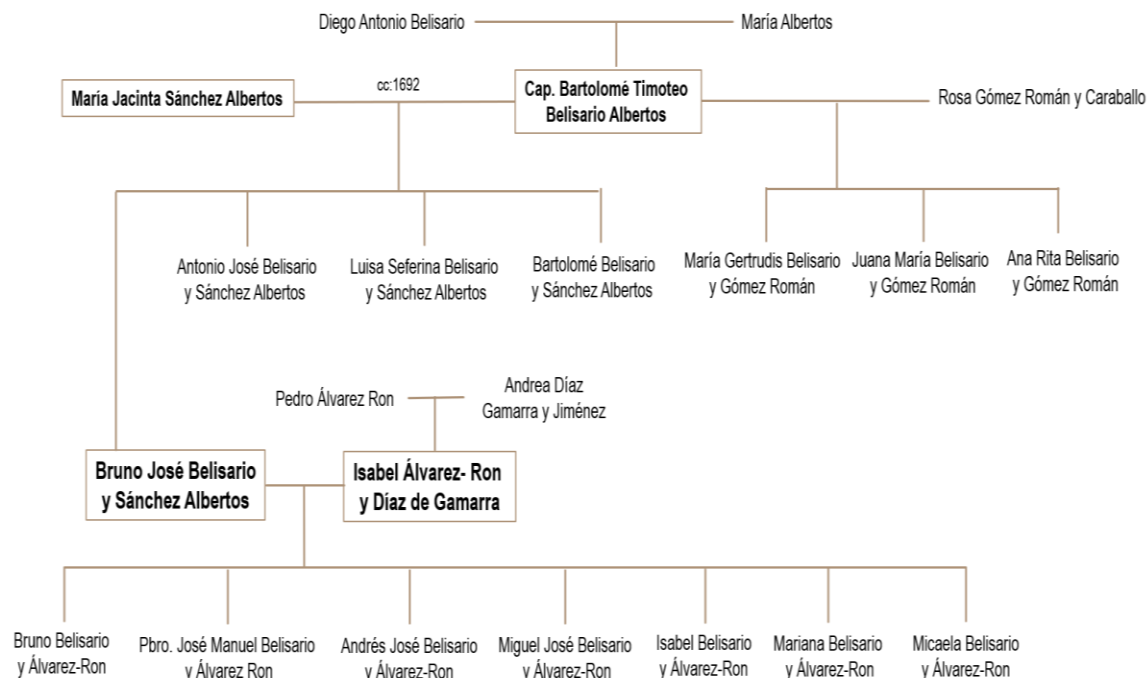 Diego Antonio Belisario
María Albertos
María Jacinta Sánchez Albertos
cc:1692
Cap. Bartolomé Timoteo
Belisario Albertos
Rosa Gómez Román y Caraballo
Antonio José Belisario
y Sánchez Albertos
Luisa Seferina Belisario
y Sánchez Albertos
Bartolomé Belisario
y Sánchez Albertos
María Gertrudis Belisario
y Gómez Román
Juana María Belisario
y Gómez Román
Ana Rita Belisario
y Gómez Román
Pedro Álvarez Ron
Andrea Díaz
Gamarra y Jiménez
Bruno José Belisario
y Sánchez Albertos
Isabel Álvarez- Ron
y Díaz de Gamarra
Bruno Belisario
y Álvarez-Ron
Pbro. José Manuel Belisario
y Álvarez Ron
Andrés José Belisario
y Álvarez-Ron
Miguel José Belisario
y Álvarez-Ron
Isabel Belisario
y Álvarez-Ron
Mariana Belisario
y Álvarez-Ron
Micaela Belisario
y Álvarez-Ron